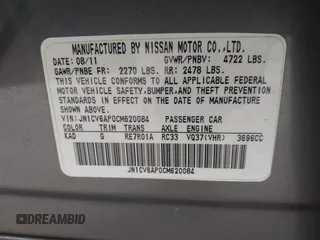 MANUFACTURED BY NISSAN MOTOR CO.,LTD.
DATE: 08/11 GVWR/PNBV: 4722 LBS.
GAWR/PNBE FR: 2270 LBS. RR: 2478 LBS.
THIS CAR CONFORMS TO ALL APPLICABLE FEDERAL
MOTOR VEHICLE SAFETY,BUMPER,AND THEFT
PREVENTION STANDARDS IN EFFECT ON THE DATE OF
MANUFACTURE SHOWN ABOVE.
JN1CV6AP0CM620084 PASSENGER CAR
COLOR TRIM TRANS AXLE ENGINE
KAD G RE7R01A RC33 VQ37(VHR) 3696CC
JN1CV6AP0CM620084
DREAMBID